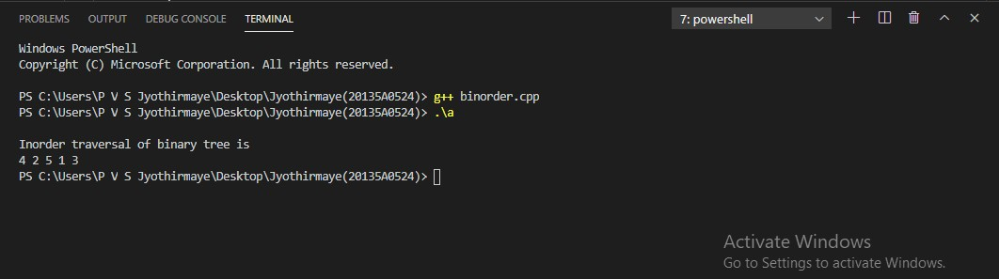 PROBLEMS OUTPUT DEBUG CONSOLE TERMINAL 7: powershell
Windows PowerShell
Copyright (C) Microsoft Corporation. All rights reserved.
PS C:\Users\P V S Jyothirmaye\Desktop\Jyothirmaye(20135A0524)> g++ binorder.cpp
PS C:\Users\P V S Jyothirmaye\Desktop\Jyothirmaye(20135A0524)> .\a
Inorder traversal of binary tree is
4 2 5 1 3
PS C:\Users\P V S Jyothirmaye\Desktop\Jyothirmaye(20135A0524)>
Activate Windows
Go to Settings to activate Windows.